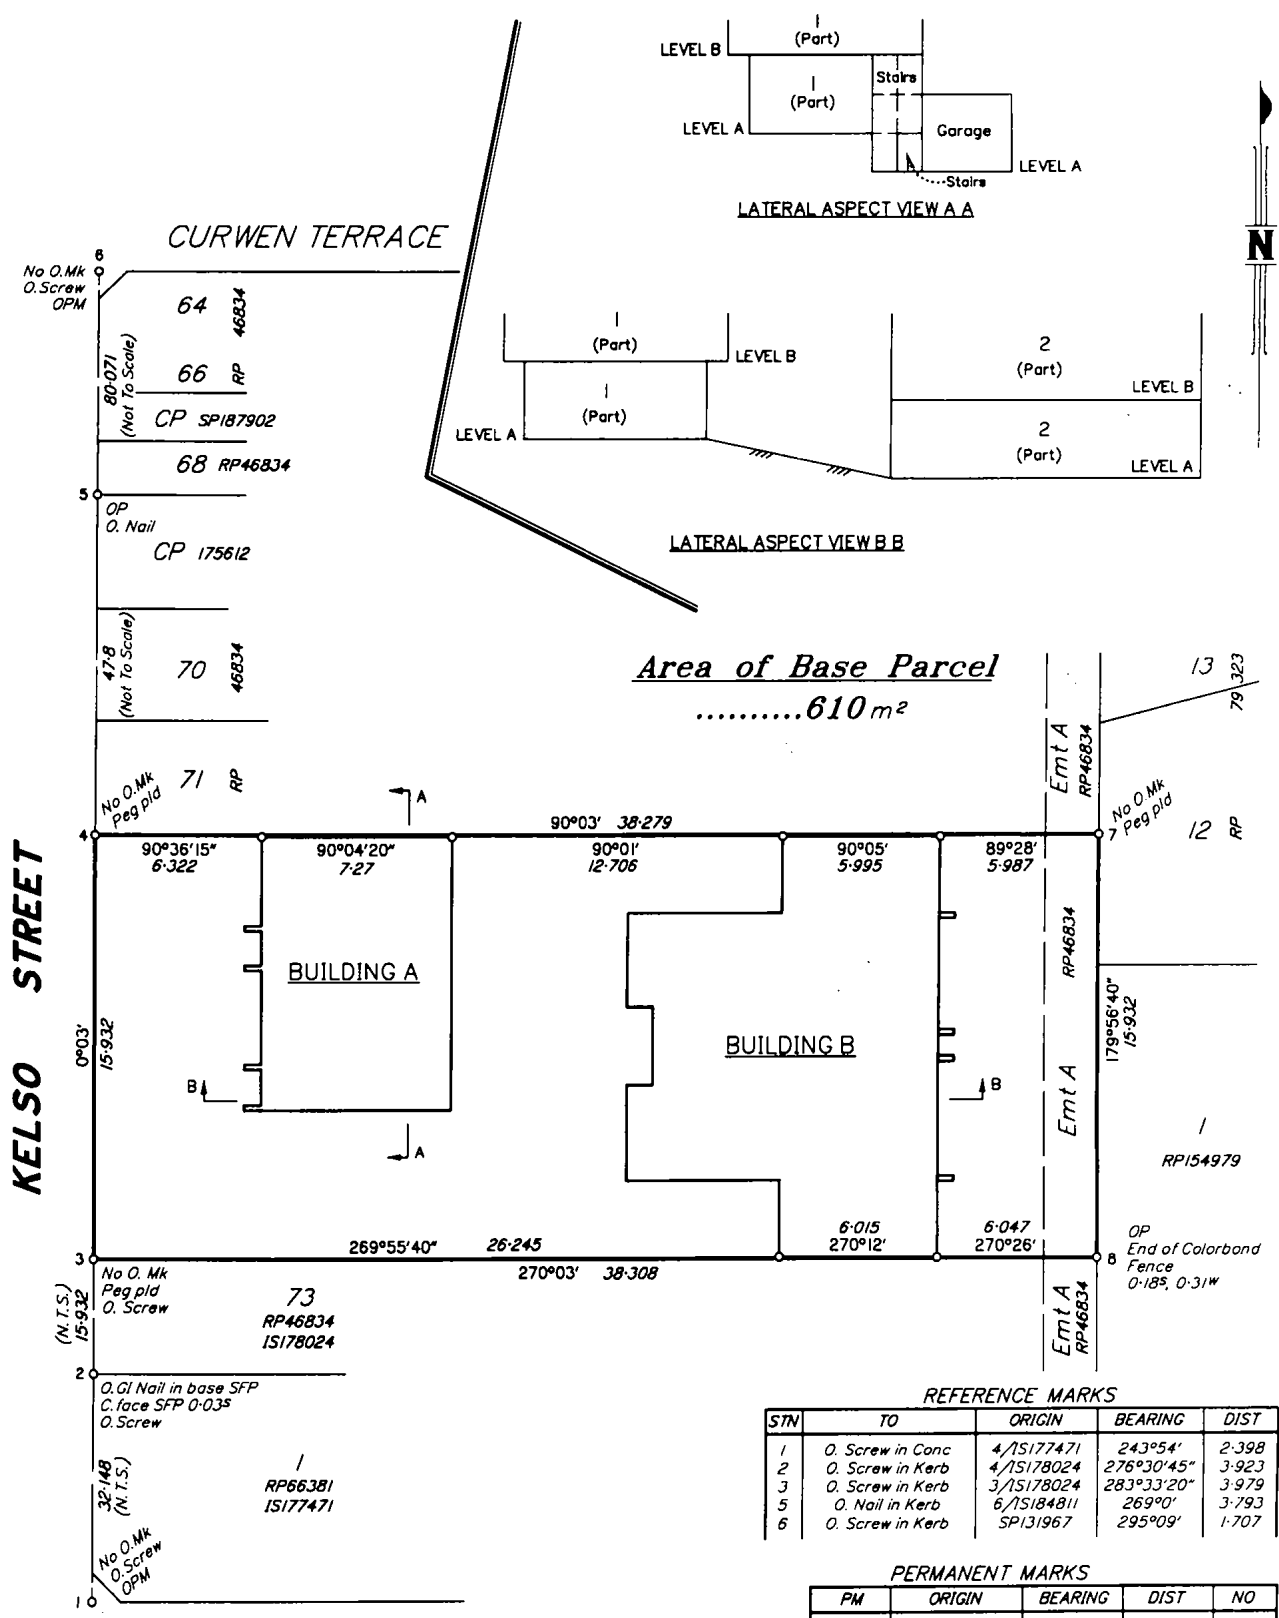 1
(Part)
LEVEL B
1
(Part)
Stairs
LEVEL A
Garage
LEVEL A
Stairs
LATERAL ASPECT VIEW A A
N
CURWEN TERRACE
6
No O.Mk
O.Screw
OPM
64
46834
66
RP
80·071
(Not To Scale)
CP SP187902
68 RP46834
1
(Part)
LEVEL B
1
(Part)
LEVEL A
2
(Part)
LEVEL B
2
(Part)
LEVEL A
LATERAL ASPECT VIEW B B
5
OP
O. Nail
CP 175612
47·8
(Not To Scale)
70
46834
71
RP
Area of Base Parcel
..........610 m²
Emt A
RP46834
13
79 323
No O.Mk
Peg pld
4
A
90°03' 38·279
7
No O.Mk
Peg pld
12
RP
90°36'15"
6·322
90°04'20"
7·27
90°01'
12·706
90°05'
5·995
89°28'
5·987
KELSO STREET
BUILDING A
BUILDING B
RP46834
Emt A
0°03'
15·932
179°56'40"
15·932
B
B
A
1
RP154979
3
269°55'40" 26·245
6·015
270°12'
6·047
270°26'
270°03' 38·308
8
OP
End of Colorbond
Fence
0·18ˢ, 0·31ᵂ
No O. Mk
Peg pld
O. Screw
(N.T.S.)
15·932
73
RP46834
IS178024
Emt A
RP46834
2
O.GI Nail in base SFP
C.face SFP 0·03ˢ
O.Screw
32·148
(N.T.S.)
1
RP66381
IS177471
No O.Mk
O.Screw
OPM
1
REFERENCE MARKS
STN TO ORIGIN BEARING DIST
1 O. Screw in Conc 4/IS177471 243°54' 2·398
2 O. Screw in Kerb 4/IS178024 276°30'45" 3·923
3 O. Screw in Kerb 3/IS178024 283°33'20" 3·979
5 O. Nail in Kerb 6/IS184811 269°0' 3·793
6 O. Screw in Kerb SP131967 295°09' 1·707
PERMANENT MARKS
PM ORIGIN BEARING DIST NO